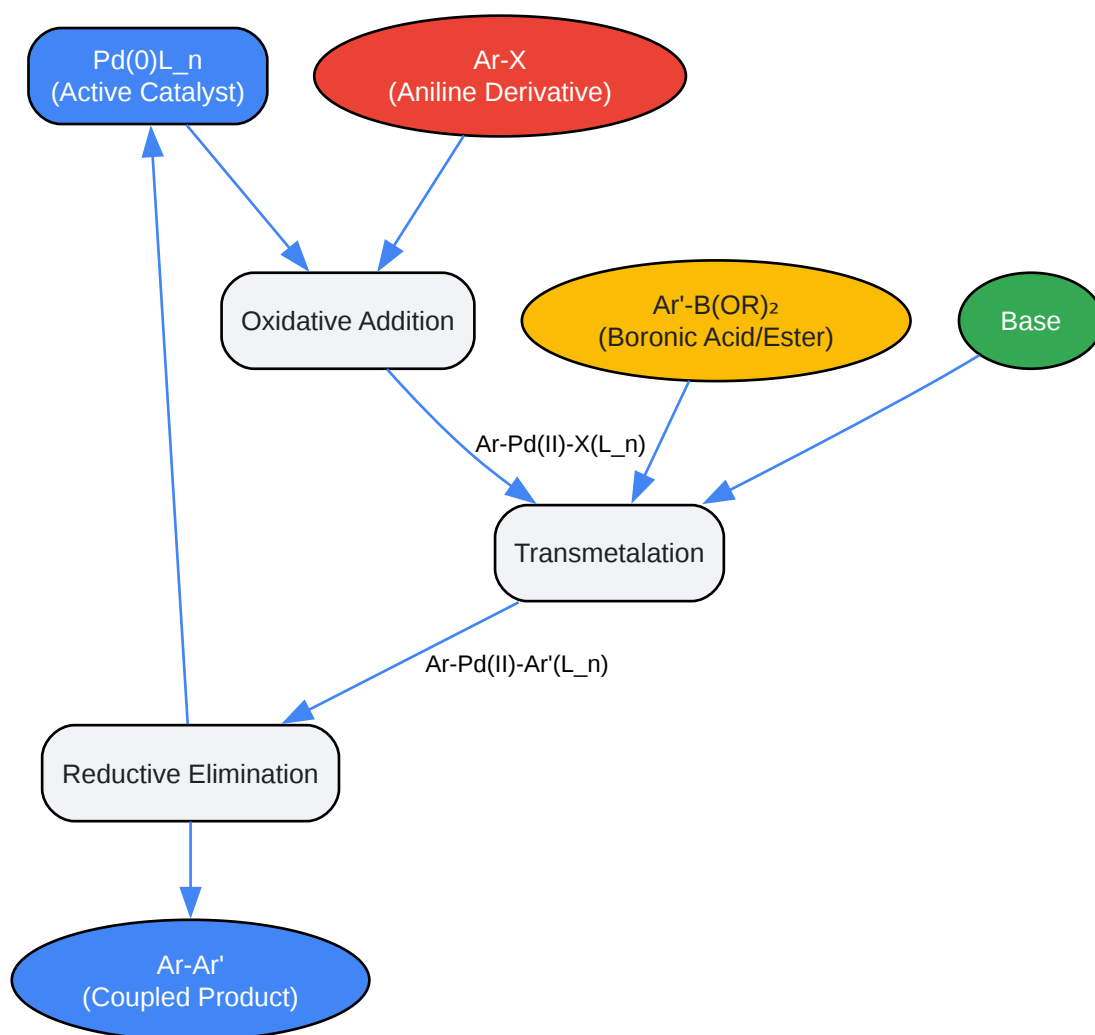 Pd(0)L_n
(Active Catalyst)
Ar-X
(Aniline Derivative)
Oxidative Addition
Ar'-B(OR)₂
(Boronic Acid/Ester)
Base
Ar-Pd(II)-X(L_n)
Transmetalation
Ar-Pd(II)-Ar'(L_n)
Reductive Elimination
Ar-Ar'
(Coupled Product)